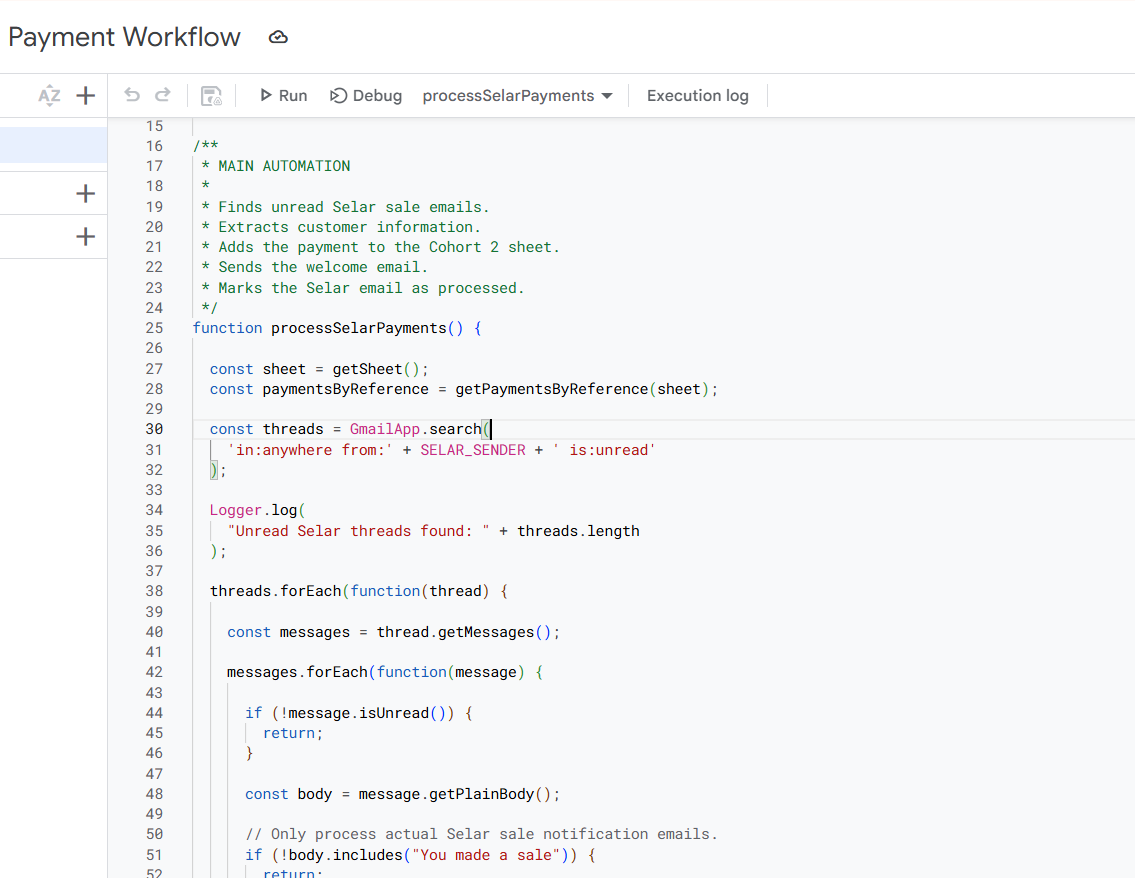 Payment Workflow
AZ
Run Debug processSelarPayments Execution log
15
16 /**
17 * MAIN AUTOMATION
18 *
19 * Finds unread Selar sale emails.
20 * Extracts customer information.
21 * Adds the payment to the Cohort 2 sheet.
22 * Sends the welcome email.
23 * Marks the Selar email as processed.
24 */
25 function processSelarPayments() {
26
27 const sheet = getSheet();
28 const paymentsByReference = getPaymentsByReference(sheet);
29
30 const threads = GmailApp.search(
31 'in:anywhere from:' + SELAR_SENDER + ' is:unread'
32 );
33
34 Logger.log(
35 "Unread Selar threads found: " + threads.length
36 );
37
38 threads.forEach(function(thread) {
39
40 const messages = thread.getMessages();
41
42 messages.forEach(function(message) {
43
44 if (!message.isUnread()) {
45 return;
46 }
47
48 const body = message.getPlainBody();
49
50 // Only process actual Selar sale notification emails.
51 if (!body.includes("You made a sale")) {
52 return;